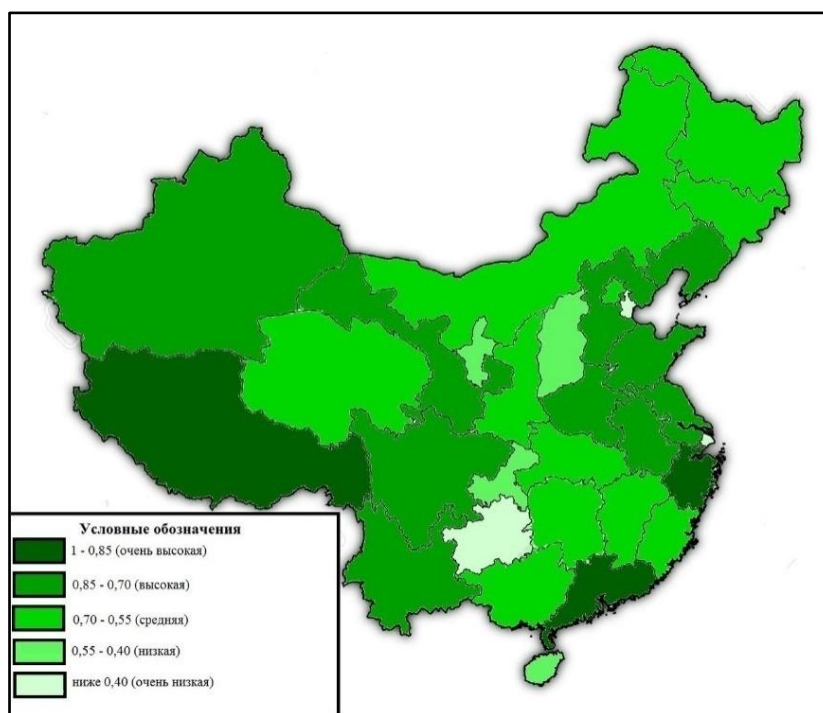 Условные обозначения
1 - 0,85 (очень высокая)
0,85 - 0,70 (высокая)
0,70 - 0,55 (средняя)
0,55 - 0,40 (низкая)
ниже 0,40 (очень низкая)